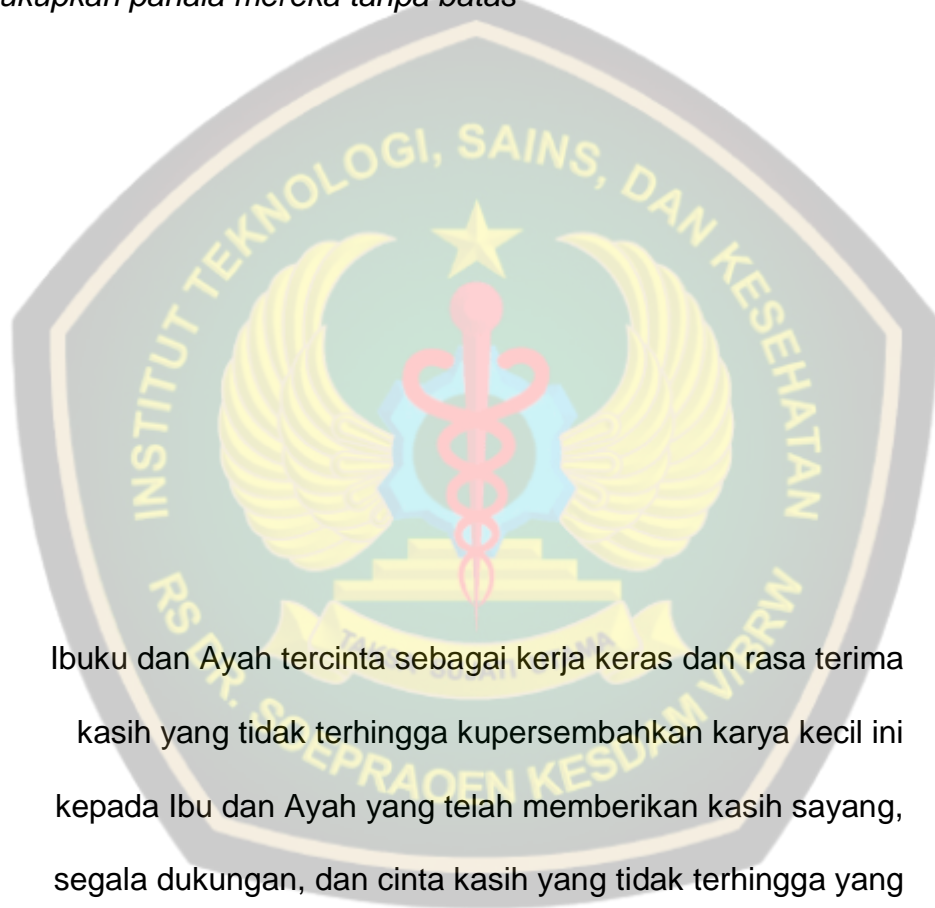 ukupkan pahala mereka tanpa batas
INSTITUT TEKNOLOGI, SAINS, DAN KESEHATAN
Ibuku dan Ayah tercinta sebagai kerja keras dan rasa terima
kasih yang tidak terhingga kupersembahkan karya kecil ini
kepada Ibu dan Ayah yang telah memberikan kasih sayang,
segala dukungan, dan cinta kasih yang tidak terhingga yang
RS DR. SOEPRAOEN KESDAM V/BRW